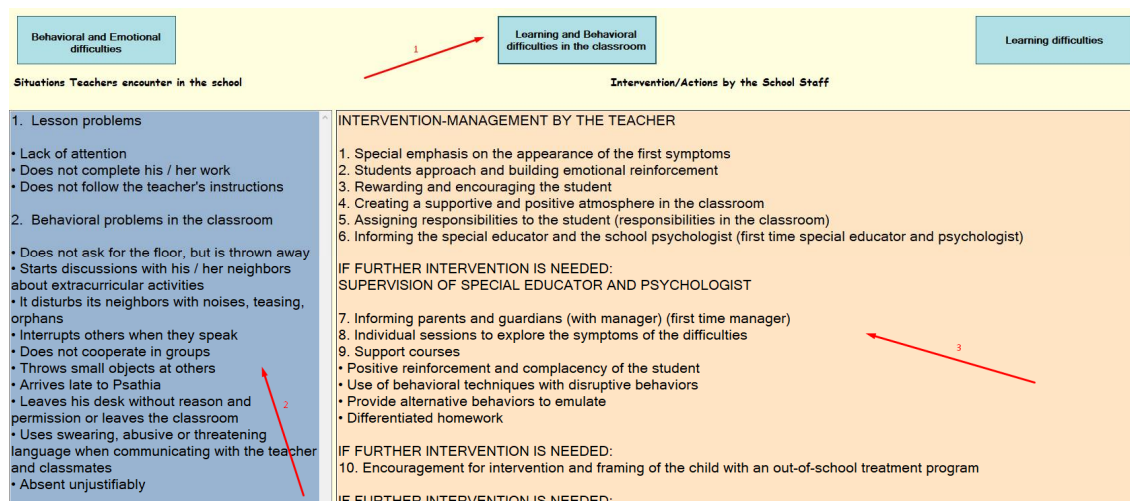 Behavioral and Emotional
difficulties
Learning and Behavioral
difficulties in the classroom
Learning difficulties
1
Situations Teachers encounter in the school
Intervention/Actions by the School Staff
1. Lesson problems
• Lack of attention
• Does not complete his / her work
• Does not follow the teacher's instructions
2. Behavioral problems in the classroom
• Does not ask for the floor, but is thrown away
• Starts discussions with his / her neighbors
about extracurricular activities
• It disturbs its neighbors with noises, teasing,
orphans
• Interrupts others when they speak
• Does not cooperate in groups
• Throws small objects at others
• Arrives late to Psathia
• Leaves his desk without reason and
permission or leaves the classroom
• Uses swearing, abusive or threatening
language when communicating with the teacher
and classmates
• Absent unjustifiably
2
INTERVENTION-MANAGEMENT BY THE TEACHER
1. Special emphasis on the appearance of the first symptoms
2. Students approach and building emotional reinforcement
3. Rewarding and encouraging the student
4. Creating a supportive and positive atmosphere in the classroom
5. Assigning responsibilities to the student (responsibilities in the classroom)
6. Informing the special educator and the school psychologist (first time special educator and psychologist)
IF FURTHER INTERVENTION IS NEEDED:
SUPERVISION OF SPECIAL EDUCATOR AND PSYCHOLOGIST
7. Informing parents and guardians (with manager) (first time manager)
8. Individual sessions to explore the symptoms of the difficulties
9. Support courses
• Positive reinforcement and complacency of the student
• Use of behavioral techniques with disruptive behaviors
• Provide alternative behaviors to emulate
• Differentiated homework
3
IF FURTHER INTERVENTION IS NEEDED:
10. Encouragement for intervention and framing of the child with an out-of-school treatment program
IF FURTHER INTERVENTION IS NEEDED: